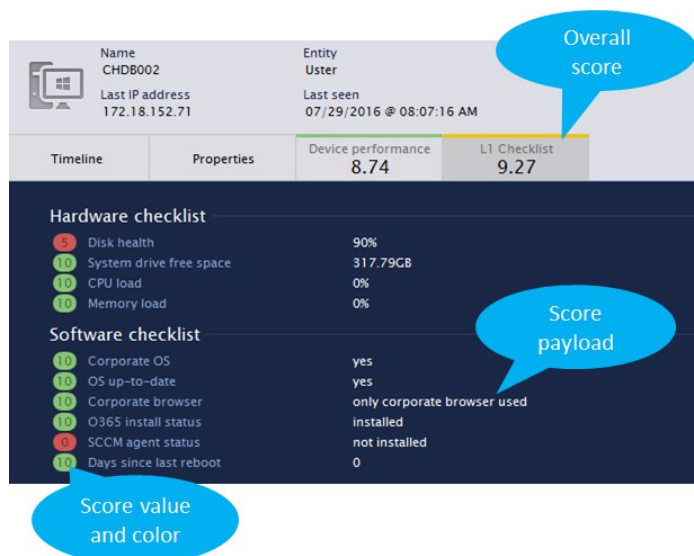 Overall
score
Name
CHDB002
Entity
Uster
Last IP address
172.18.152.71
Last seen
07/29/2016 @ 08:07:16 AM
Timeline
Properties
Device performance
8.74
L1 Checklist
9.27
Hardware checklist
5 Disk health 90%
10 System drive free space 317.79GB
10 CPU load 0%
10 Memory load 0%
Score
payload
Software checklist
10 Corporate OS yes
10 OS up-to-date yes
10 Corporate browser only corporate browser used
10 O365 install status installed
0 SCCM agent status not installed
10 Days since last reboot 0
Score value
and color